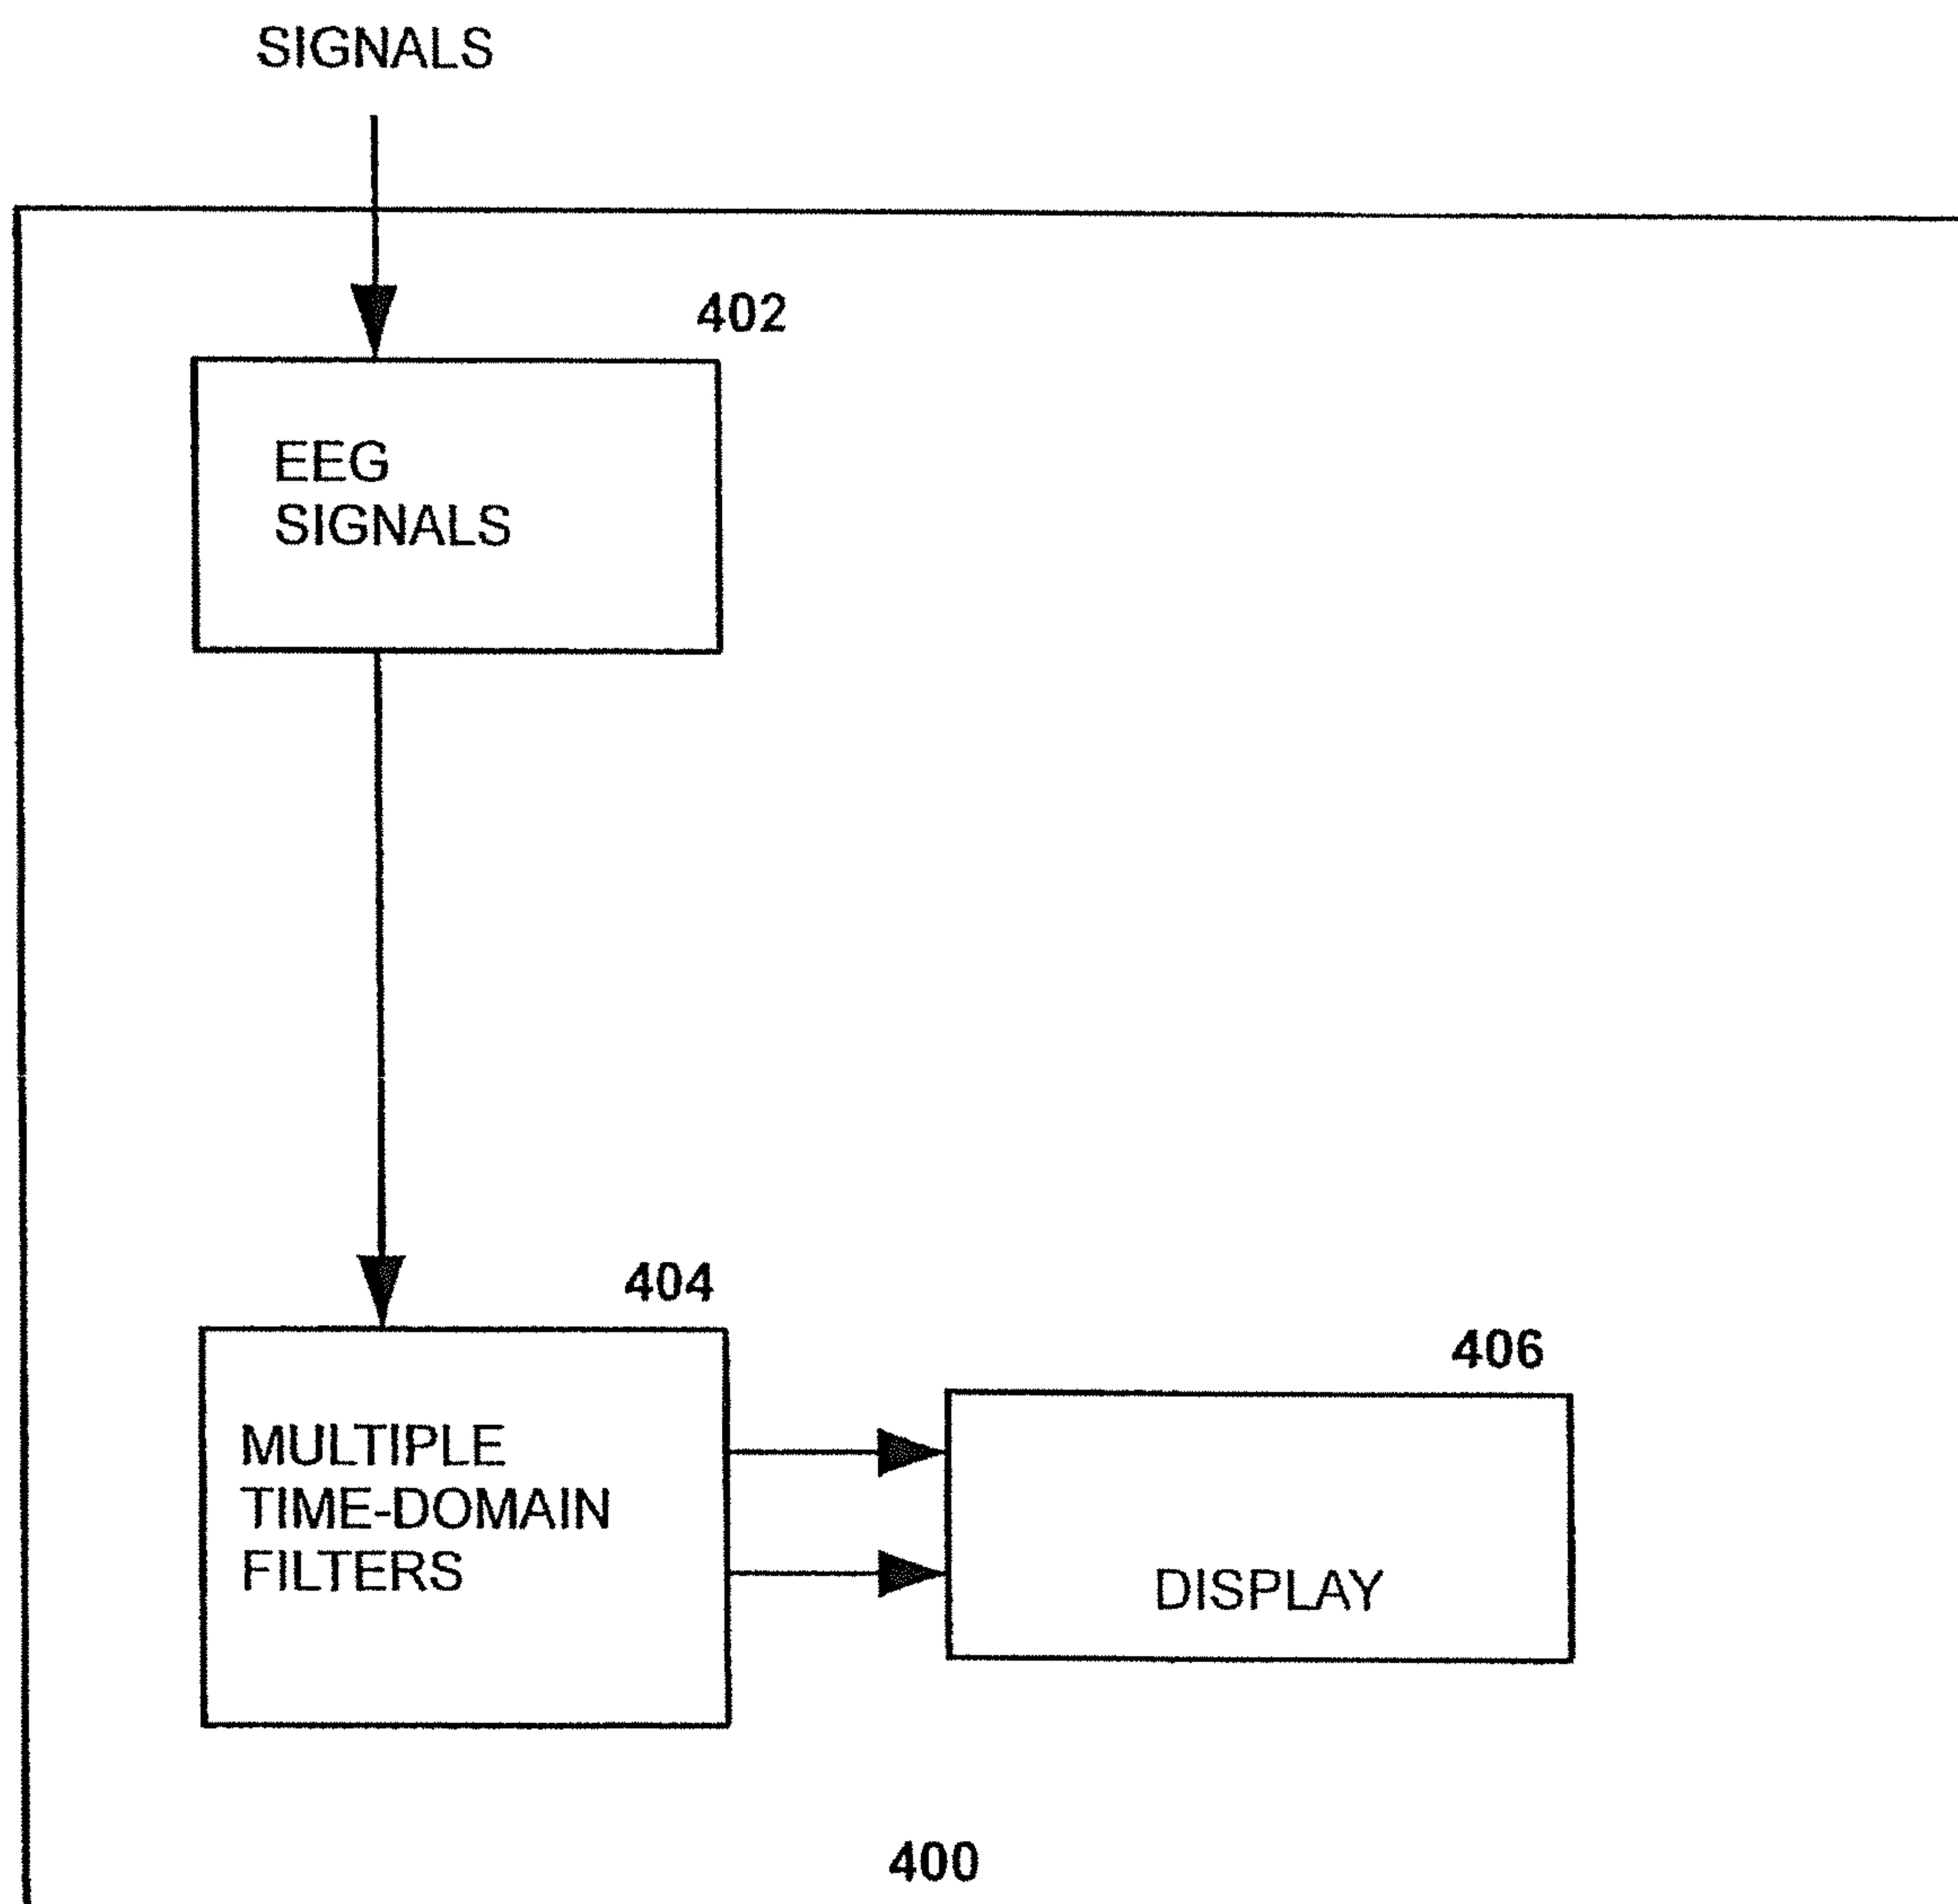 SIGNALS
402
EEG
SIGNALS
404
406
MULTIPLE
TIME-DOMAIN
FILTERS
DISPLAY
400